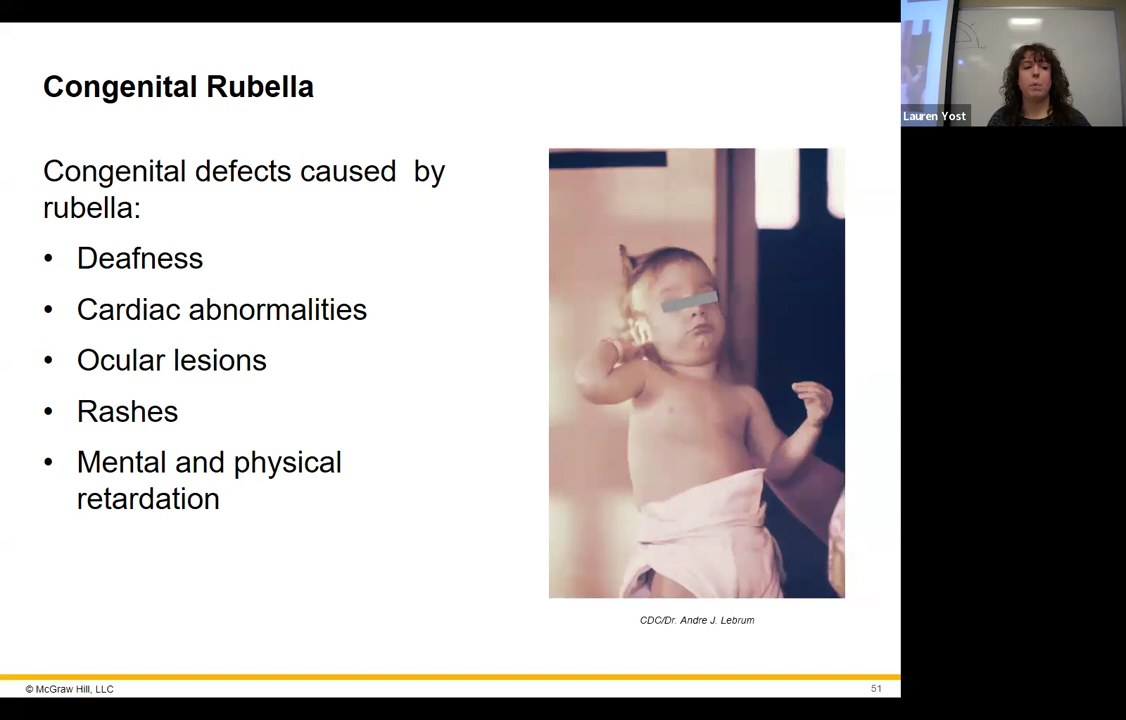 Congenital Rubella
Congenital defects caused  by
rubella:
• Deafness
• Cardiac abnormalities
• Ocular lesions
• Rashes
• Mental and physical
retardation
CDC/Dr. Andre J. Lebrum
© McGraw Hill, LLC
51
Lauren Yost